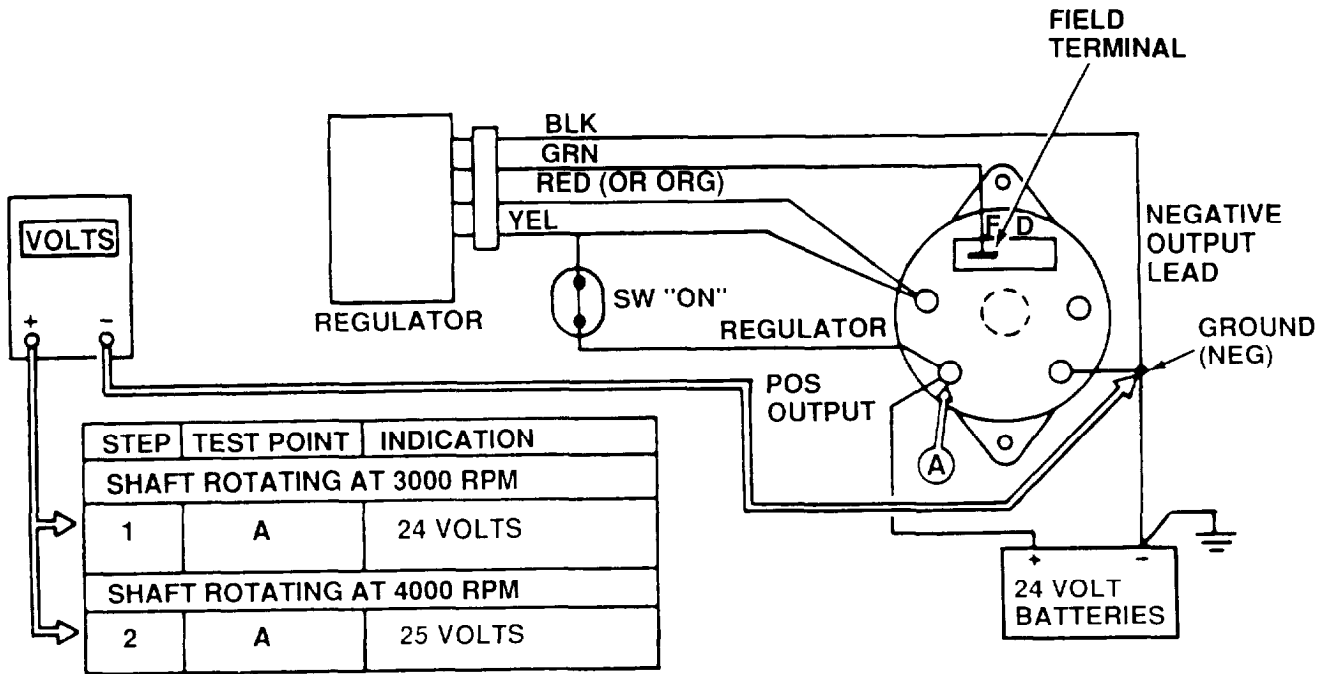 FIELD
TERMINAL
BLK
GRN
RED (OR ORG)
YEL
VOLTS
+ -
REGULATOR
SW "ON"
F D
NEGATIVE
OUTPUT
LEAD
REGULATOR
GROUND
(NEG)
POS
OUTPUT
A
STEP TEST POINT INDICATION
SHAFT ROTATING AT 3000 RPM
1 A 24 VOLTS
SHAFT ROTATING AT 4000 RPM
2 A 25 VOLTS
+ -
24 VOLT
BATTERIES